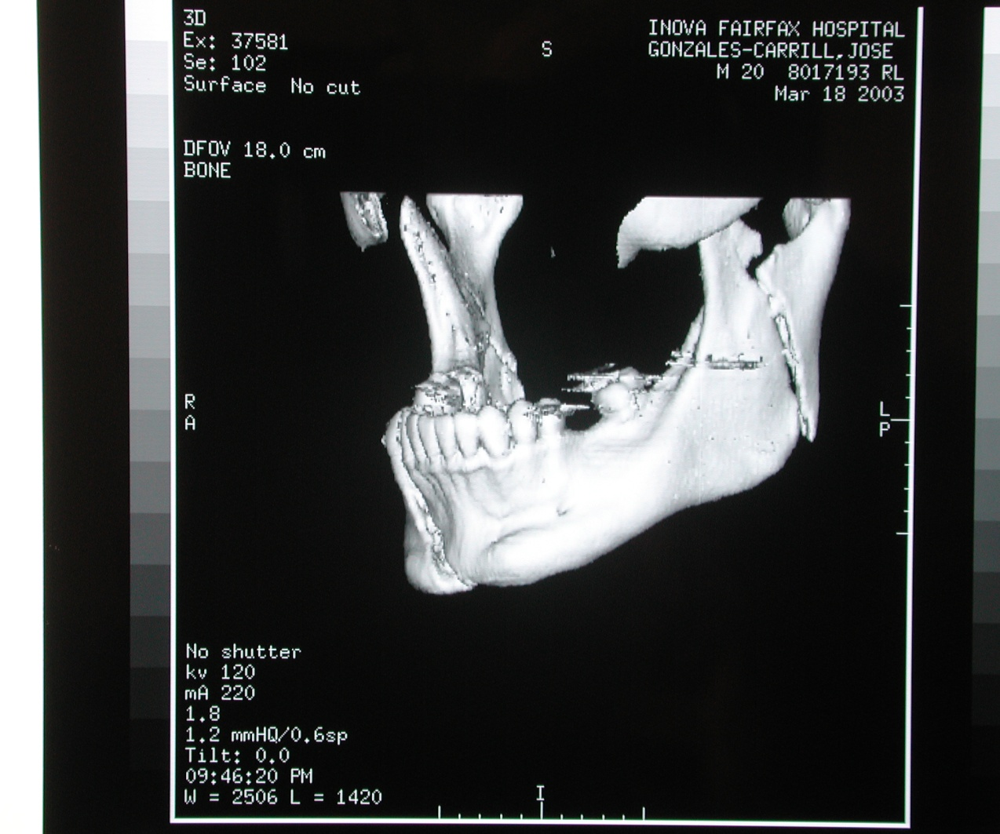 3D
Ex: 37581
Se: 102
Surface No cut
DFOV 18.0 cm
BONE
S
INOVA FAIRFAX HOSPITAL
GONZALES-CARRILL,JOSE
M 20 8017193 RL
Mar 18 2003
R
A
L
P
No shutter
kv 120
mA 220
1.8
1.2 mmHQ/0.6sp
Tilt: 0.0
09:46:20 PM
W = 2506 L = 1420
I